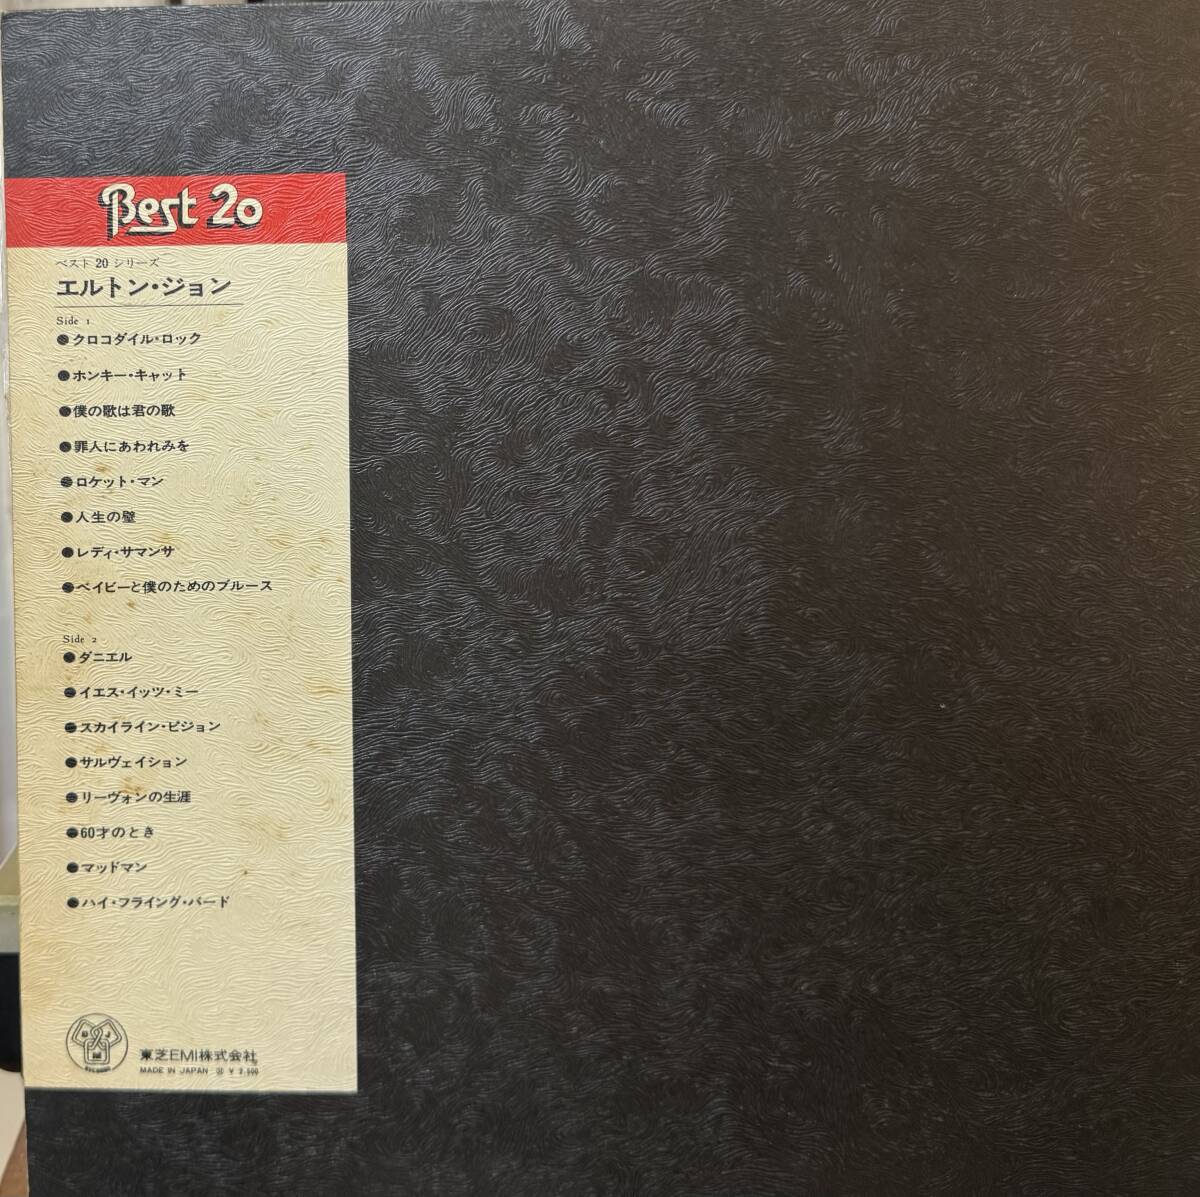 Best 20
ベスト 20 シリーズ
エルトン・ジョン
Side 1
●クロコダイル・ロック
●ホンキー・キャット
●僕の歌は君の歌
●罪人にあわれみを
●ロケット・マン
●人生の壁
●レディ・サマンサ
●ベイビーと僕のためのブルース
Side 2
●ダニエル
●イエス・イッツ・ミー
●スカイライン・ピジョン
●サルヴェイション
●リーヴォンの生涯
●60才のとき
●マッドマン
●ハイ・フライング・バード
DJM
RECORDS
東芝EMI株式会社
MADE IN JAPAN ¥ 2,500